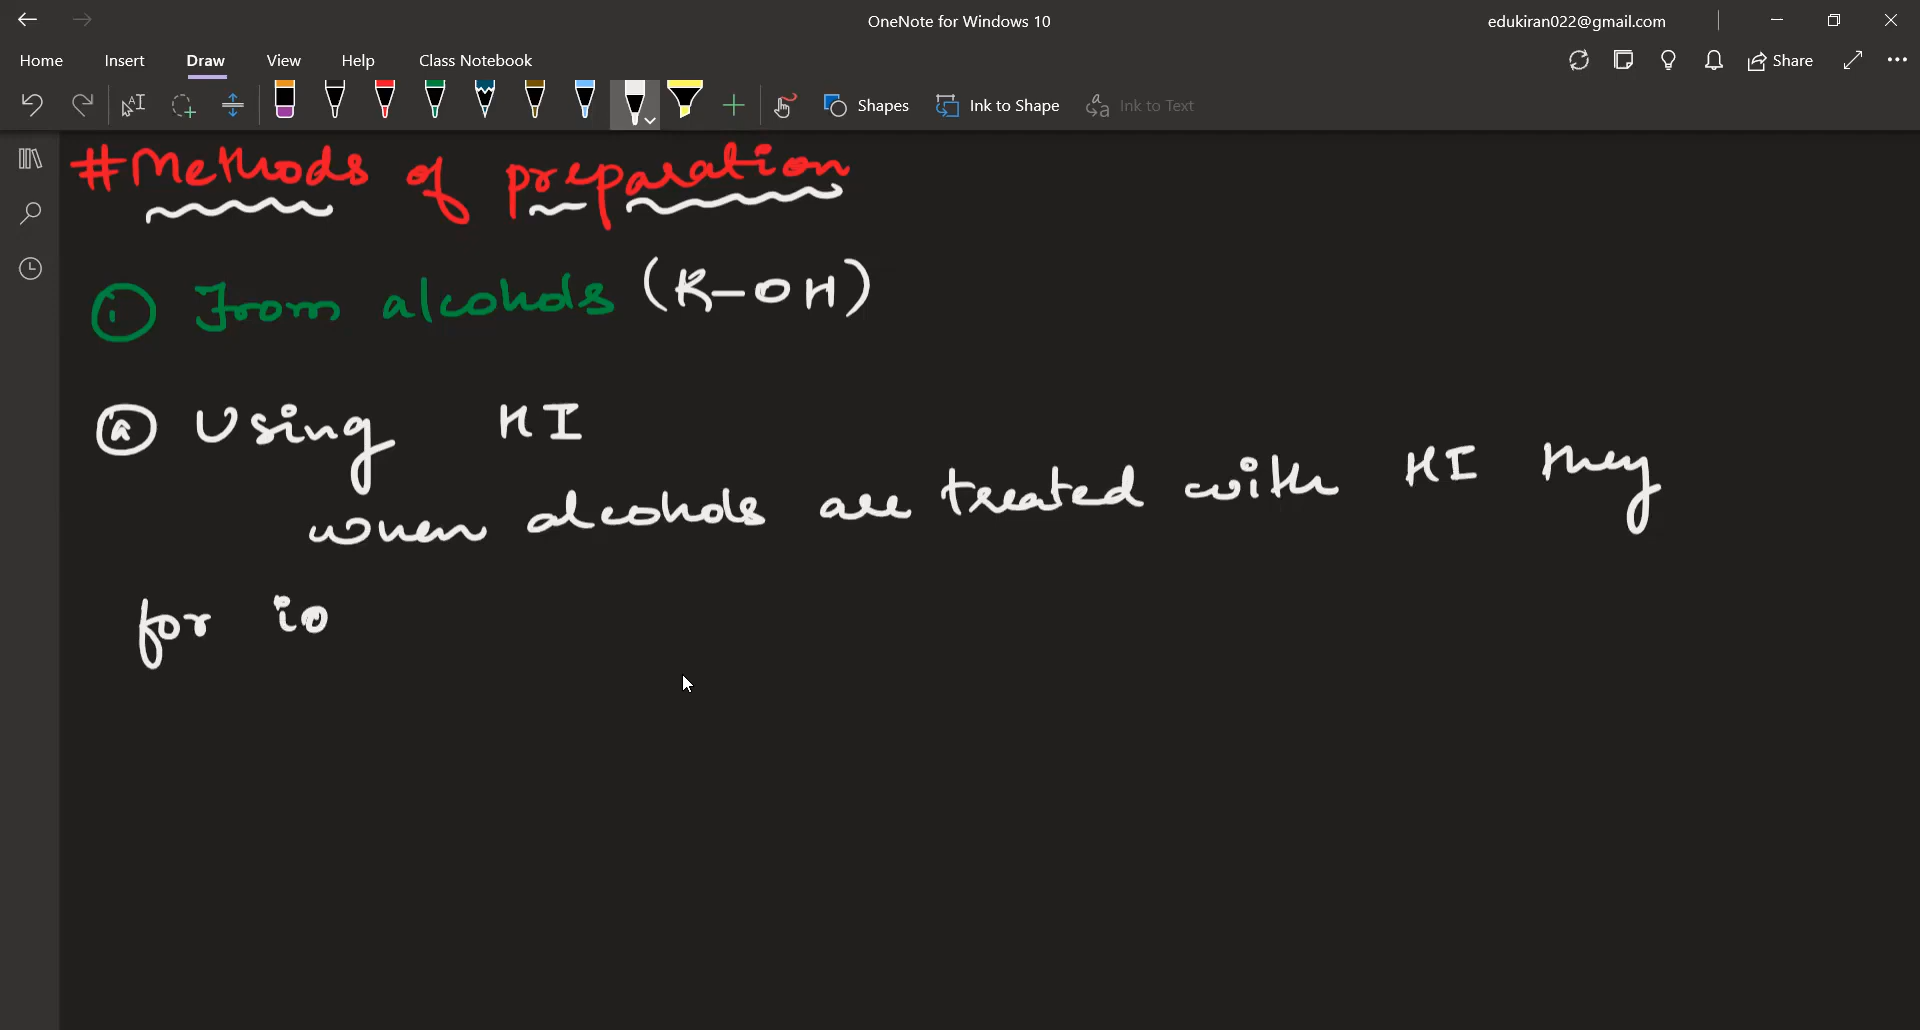 OneNote for Windows 10
edukiran022@gmail.com
Home Insert Draw View Help Class Notebook
Share
Shapes Ink to Shape Ink to Text
#Methods of preparation
① From alcohols (R-OH)
ⓐ Using HI
when alcohols are treated with HI they
for io